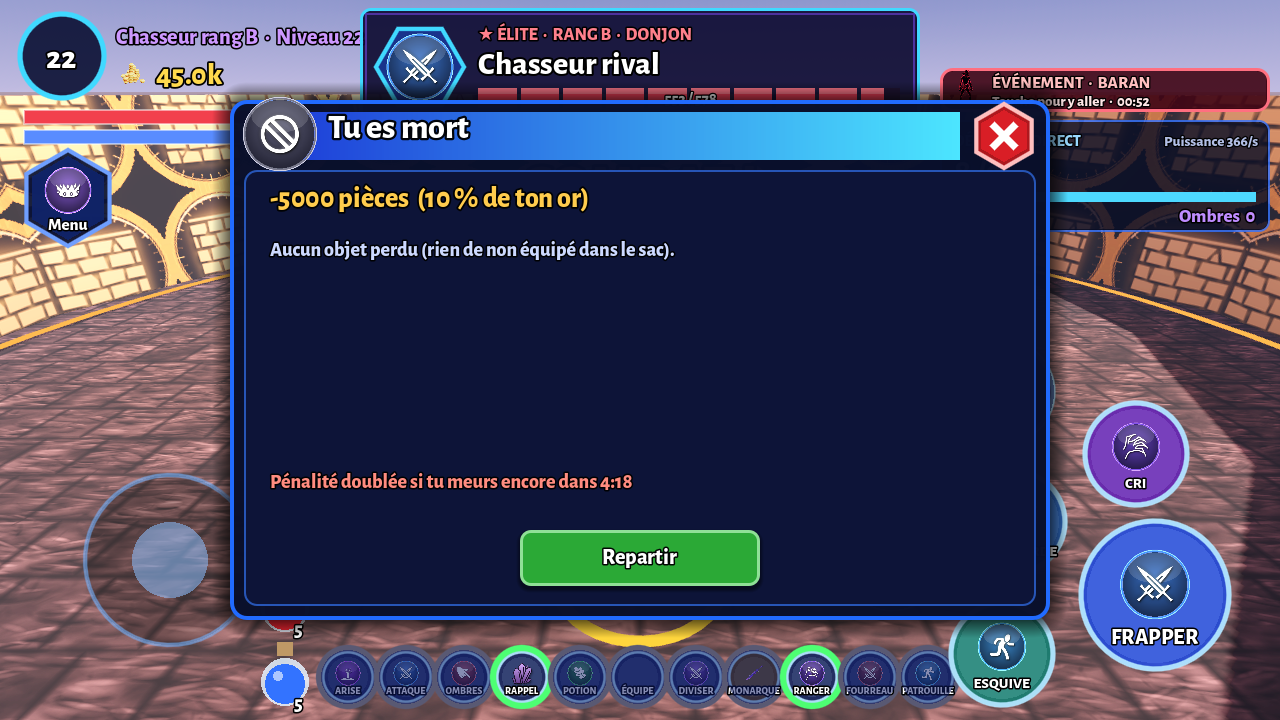 22
Chasseur rang B · Niveau 22
45.0k
★ ÉLITE · RANG B · DONJON
Chasseur rival
ÉVÉNEMENT · BARAN
pour y aller · 00:52
RECT
Puissance 366/s
Ombres 0
Menu
Tu es mort
-5000 pièces (10 % de ton or)
Aucun objet perdu (rien de non équipé dans le sac).
Pénalité doublée si tu meurs encore dans 4:18
Repartir
CRI
FRAPPER
ESQUIVE
5
5
ARISE
ATTAQUE
OMBRES
RAPPEL
POTION
ÉQUIPE
DIVISER
MONARQUE
RANGER
FOURREAU
PATROUILLE